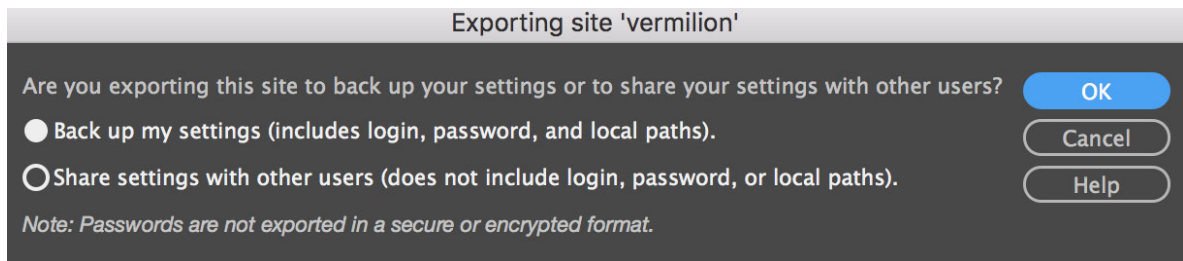 Exporting site 'vermilion'
Are you exporting this site to back up your settings or to share your settings with other users?
OK
Back up my settings (includes login, password, and local paths).
Cancel
Share settings with other users (does not include login, password, or local paths).
Help
Note: Passwords are not exported in a secure or encrypted format.